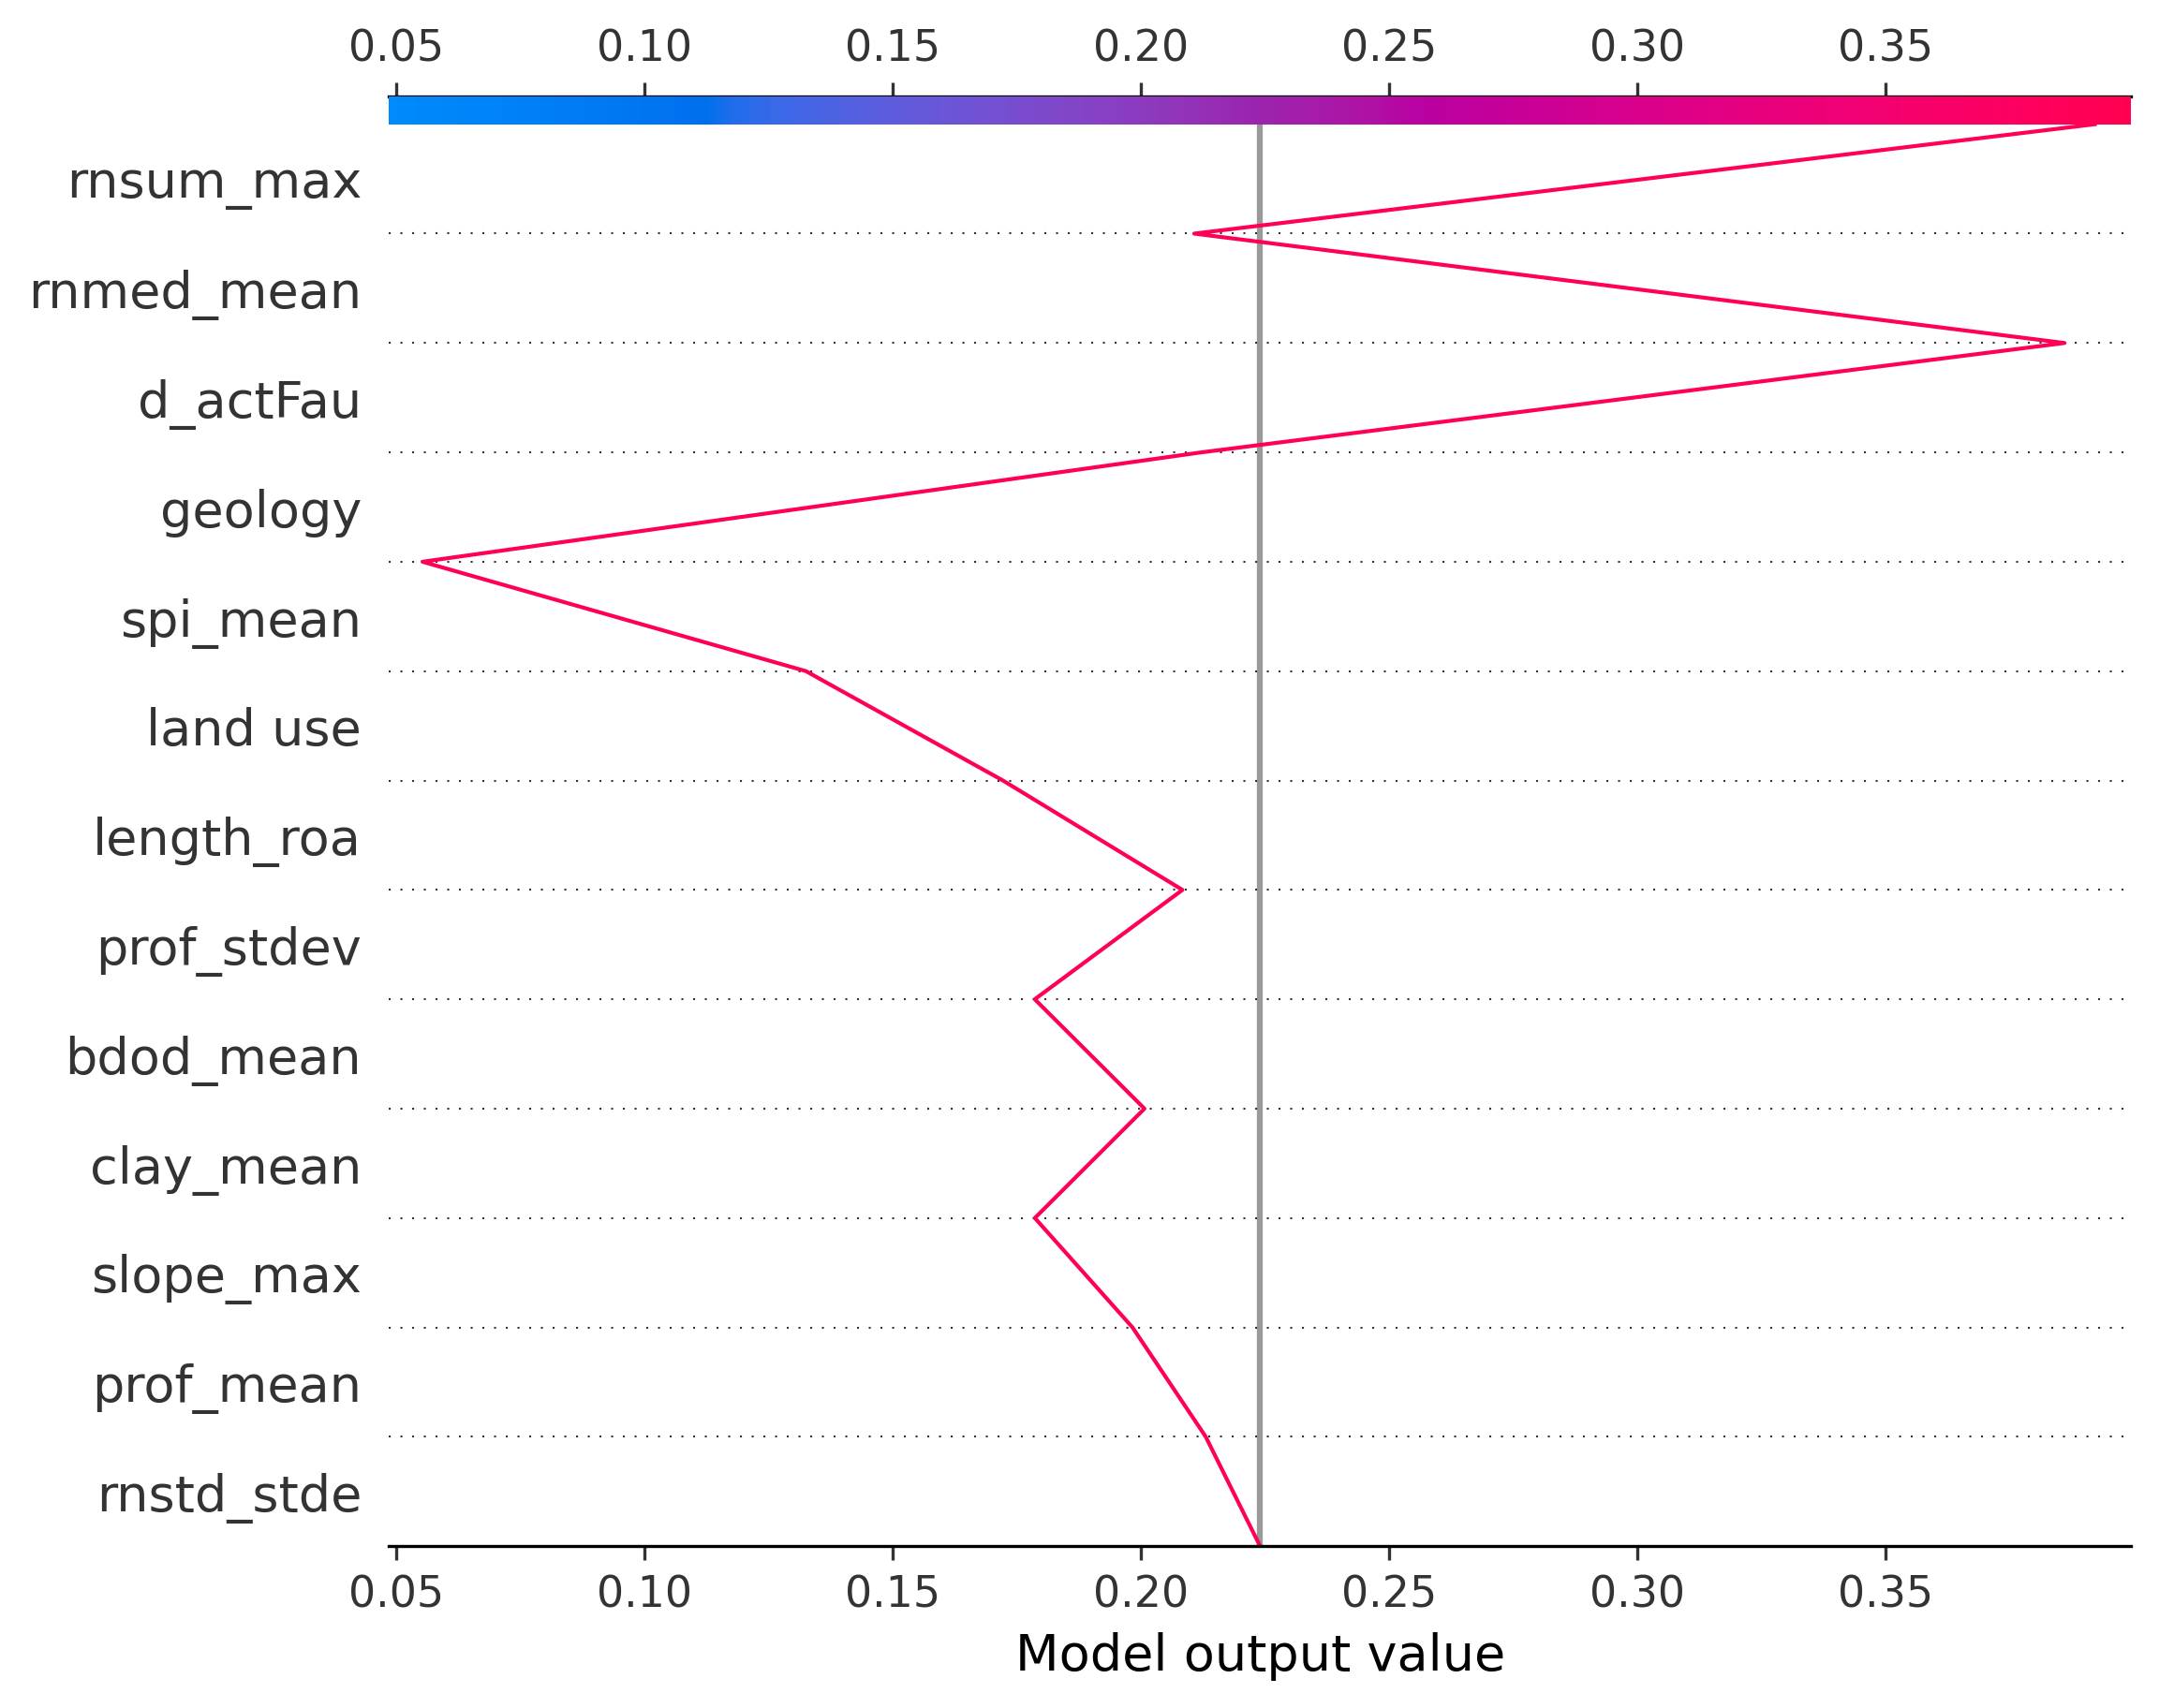 0.05 0.10 0.15 0.20 0.25 0.30 0.35
rnsum_max
rnmed_mean
d_actFau
geology
spi_mean
land use
length_roa
prof_stdev
bdod_mean
clay_mean
slope_max
prof_mean
rnstd_stde
0.05 0.10 0.15 0.20 0.25 0.30 0.35
Model output value